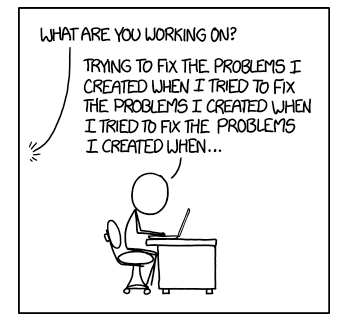 WHAT ARE YOU WORKING ON?
TRYING TO FIX THE PROBLEMS I
CREATED WHEN I TRIED TO FIX
THE PROBLEMS I CREATED WHEN
I TRIED TO FIX THE PROBLEMS
I CREATED WHEN...